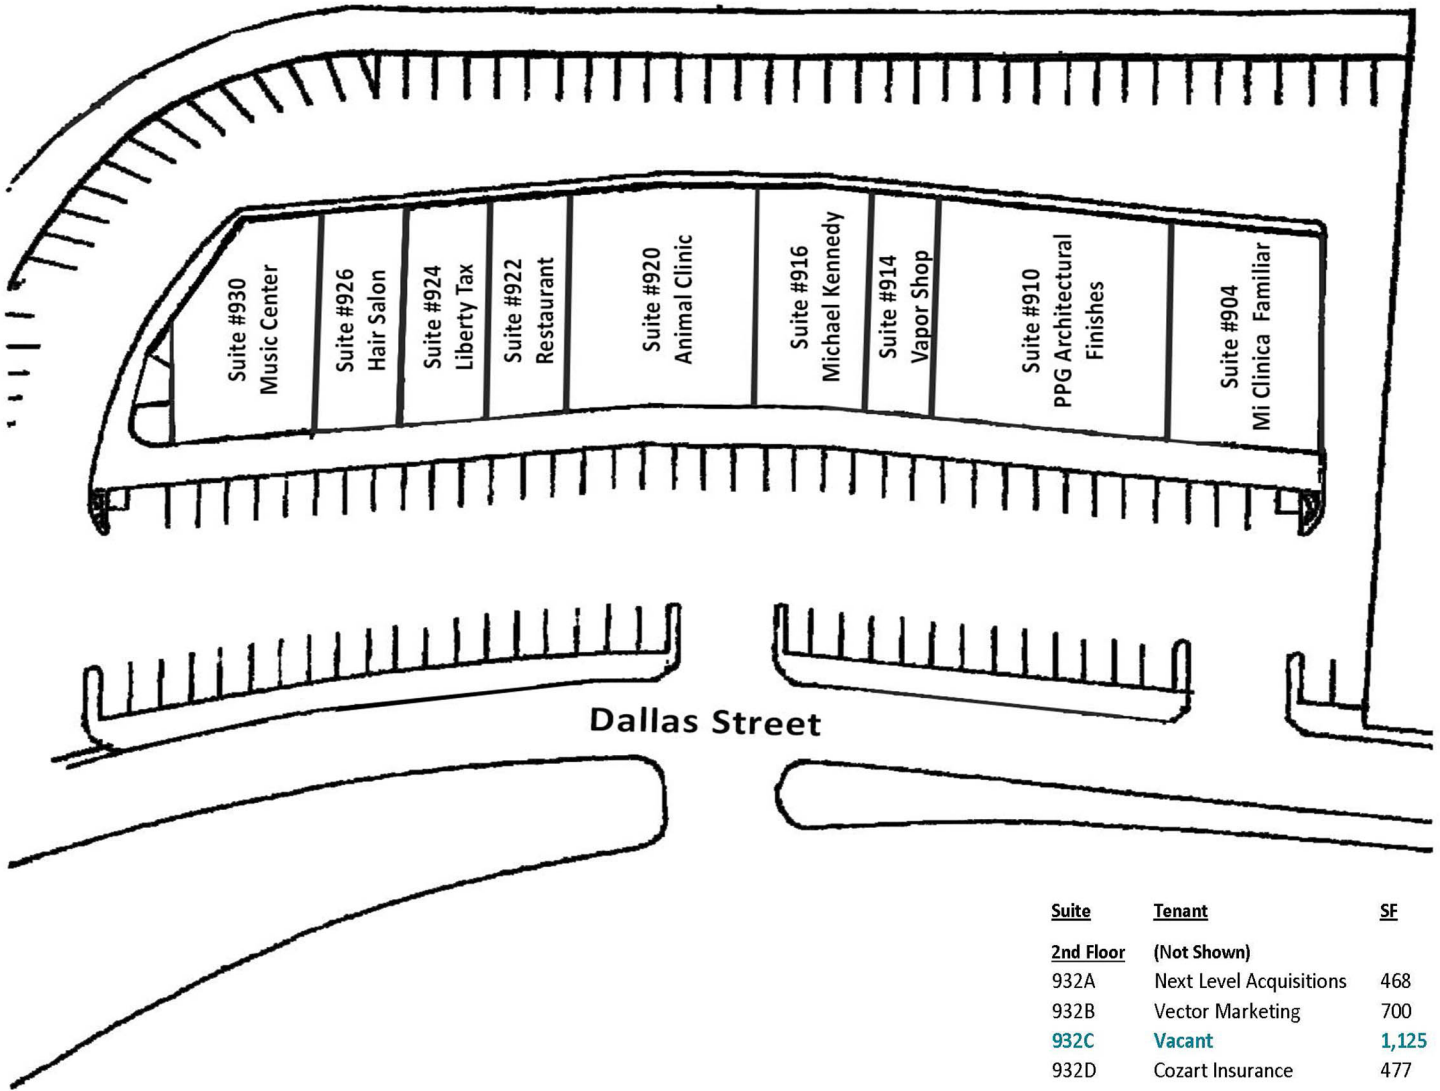 Suite #930
Music Center
Suite #926
Hair Salon
Suite #924
Liberty Tax
Suite #922
Restaurant
Suite #920
Animal Clinic
Suite #916
Michael Kennedy
Suite #914
Vapor Shop
Suite #910
PPG Architectural
Finishes
Suite #904
Mi Clinica Familiar
Dallas Street
Suite Tenant SF
2nd Floor (Not Shown)
932A Next Level Acquisitions 468
932B Vector Marketing 700
932C Vacant 1,125
932D Cozart Insurance 477